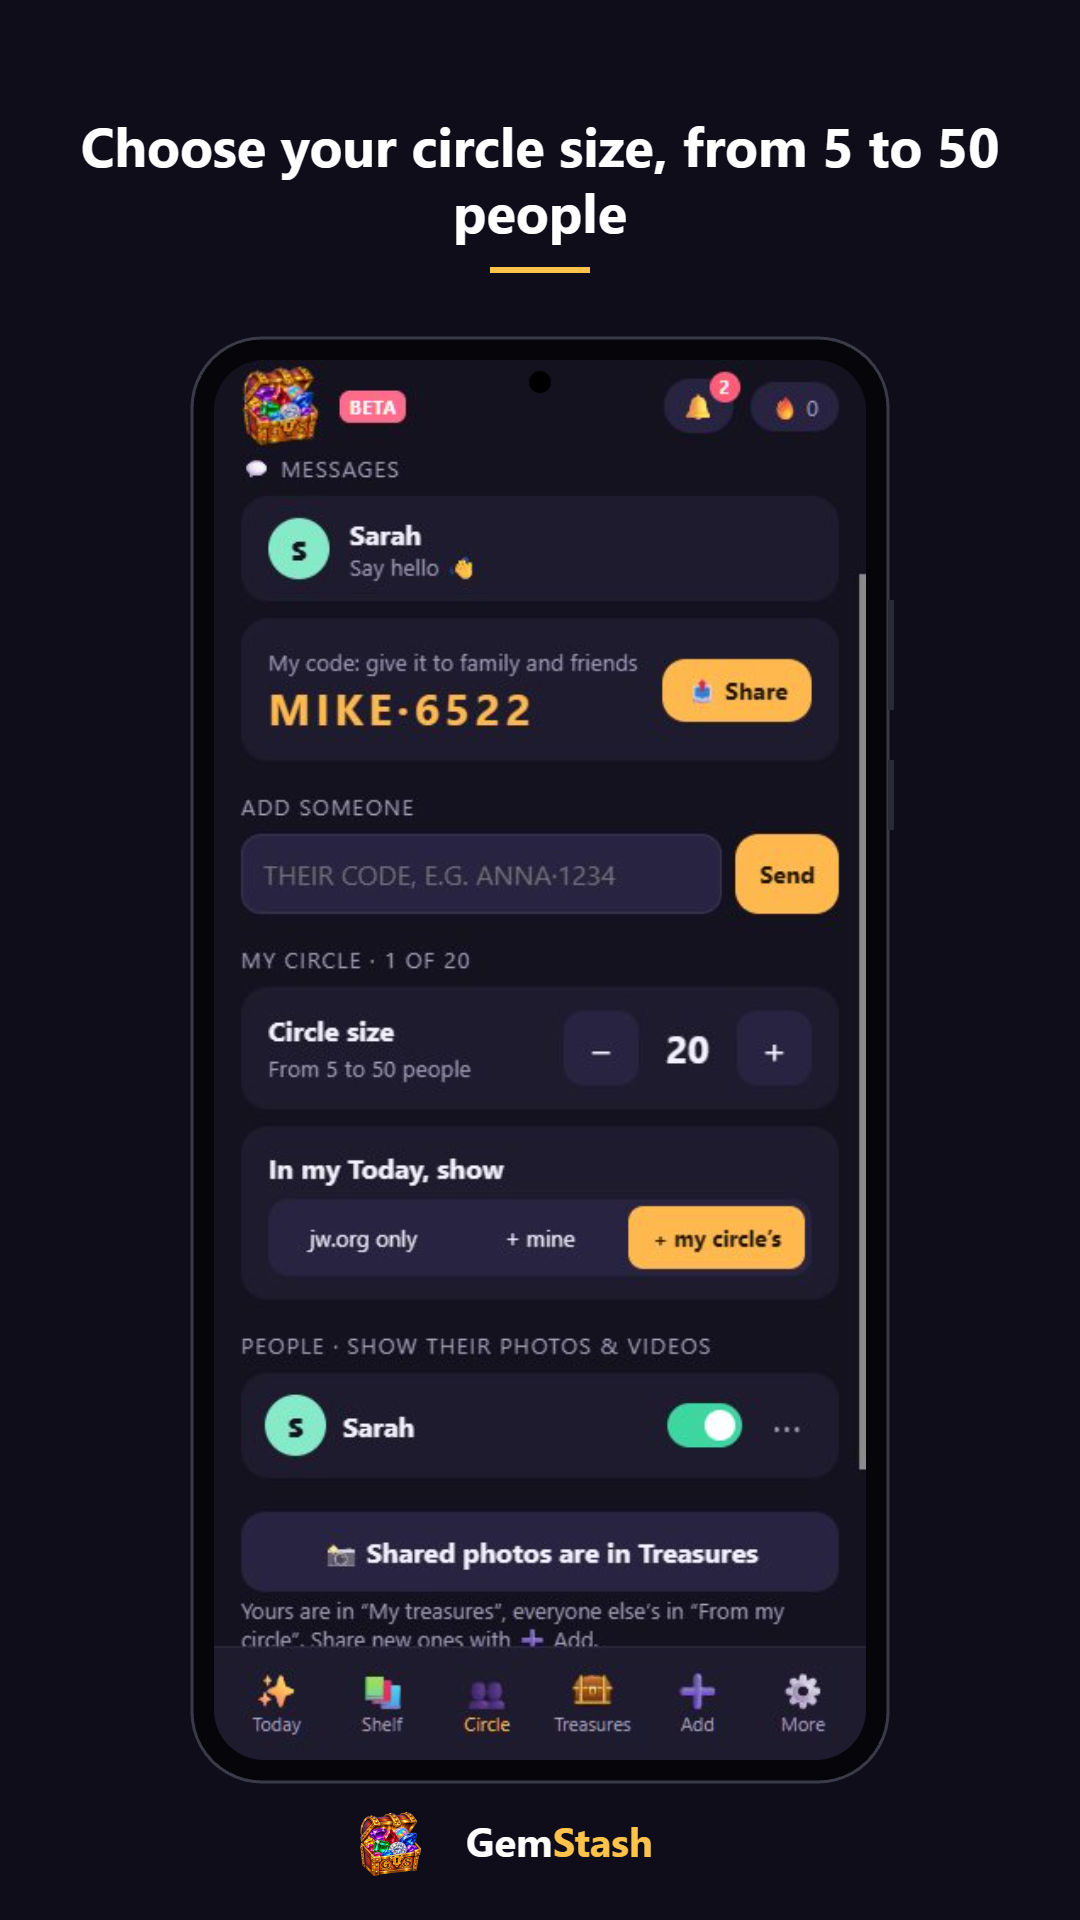 Choose your circle size, from 5 to 50
people
BETA
2
0
MESSAGES
S
Sarah
Say hello
My code: give it to family and friends
MIKE·6522
Share
ADD SOMEONE
THEIR CODE, E.G. ANNA·1234
Send
MY CIRCLE · 1 OF 20
Circle size
From 5 to 50 people
− 20 +
In my Today, show
jw.org only
+ mine
+ my circle’s
PEOPLE · SHOW THEIR PHOTOS & VIDEOS
S
Sarah
...
Shared photos are in Treasures
Yours are in “My treasures”, everyone else’s in “From my
circle”. Share new ones with + Add.
Today
Shelf
Circle
Treasures
Add
More
GUS
GemStash